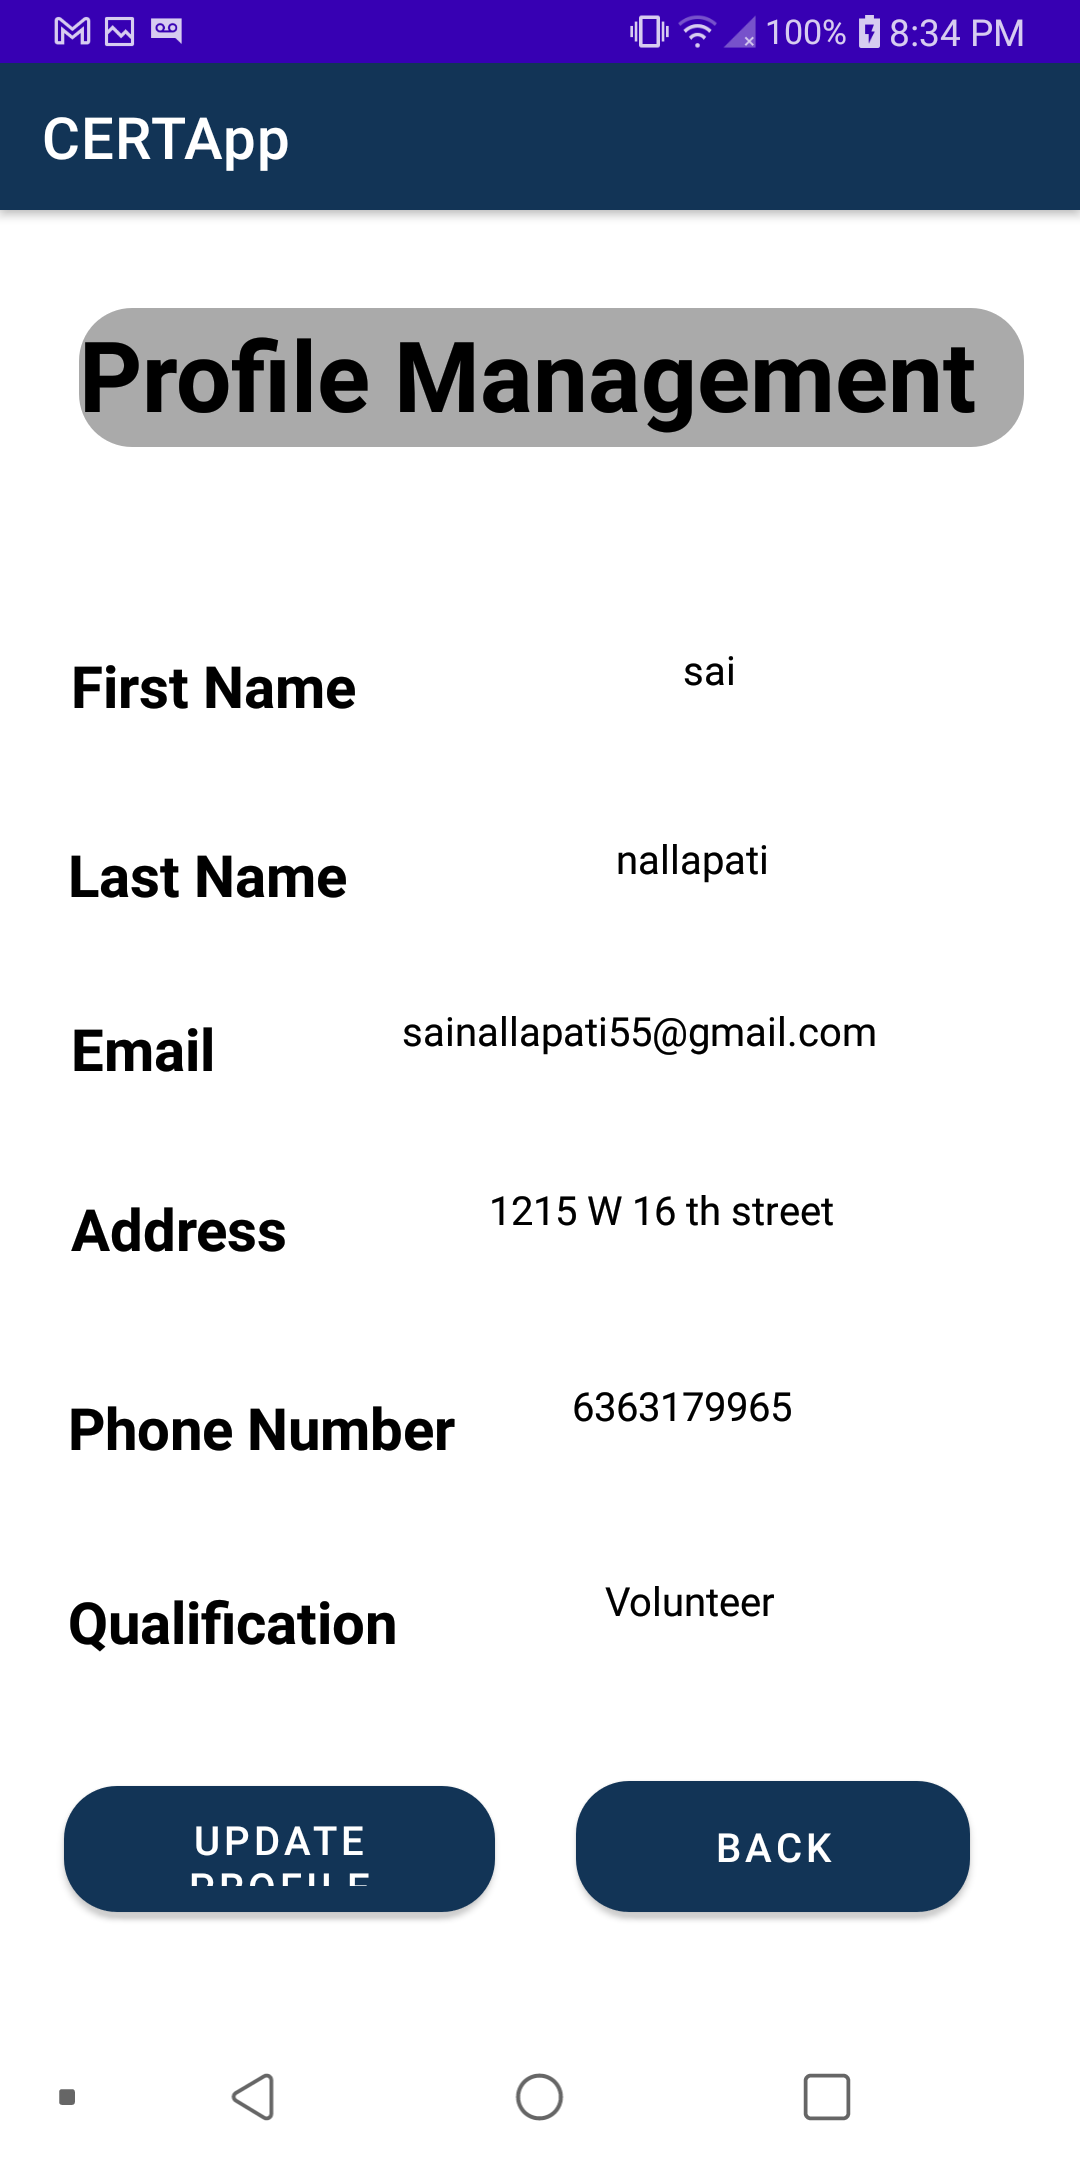 100% 8:34 PM
CERTApp
Profile Management
First Name sai
Last Name nallapati
Email sainallapati55@gmail.com
Address 1215 W 16 th street
Phone Number 6363179965
Qualification Volunteer
UPDATE BACK
PROFILE